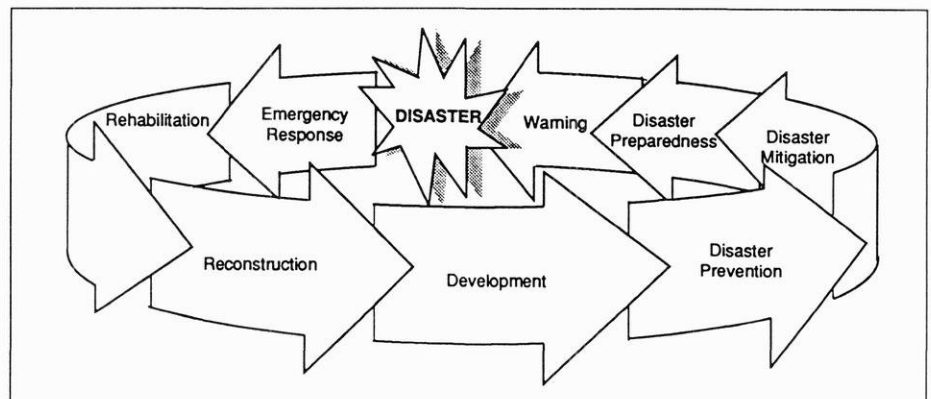 Rehabilitation
Emergency
Response
DISASTER
Warning
Disaster
Preparedness
Disaster
Mitigation
Reconstruction
Development
Disaster
Prevention